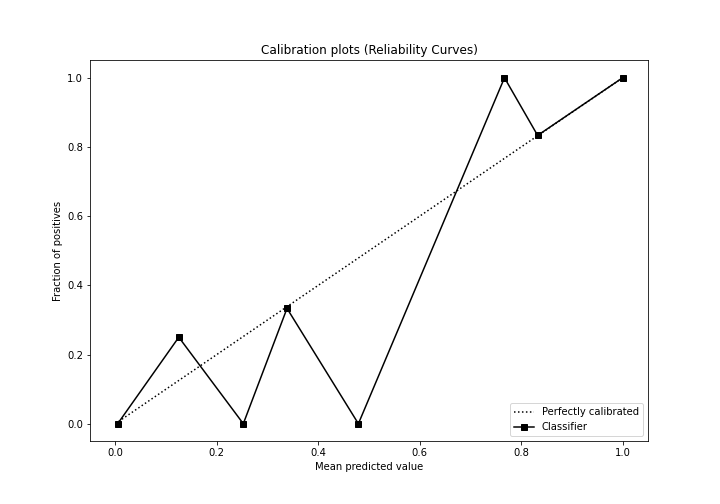 Calibration plots (Reliability Curves)
1.0
0.8
0.6
0.4
0.2
0.0
Fraction of positives
0.0 0.2 0.4 0.6 0.8 1.0
Mean predicted value
Perfectly calibrated
Classifier